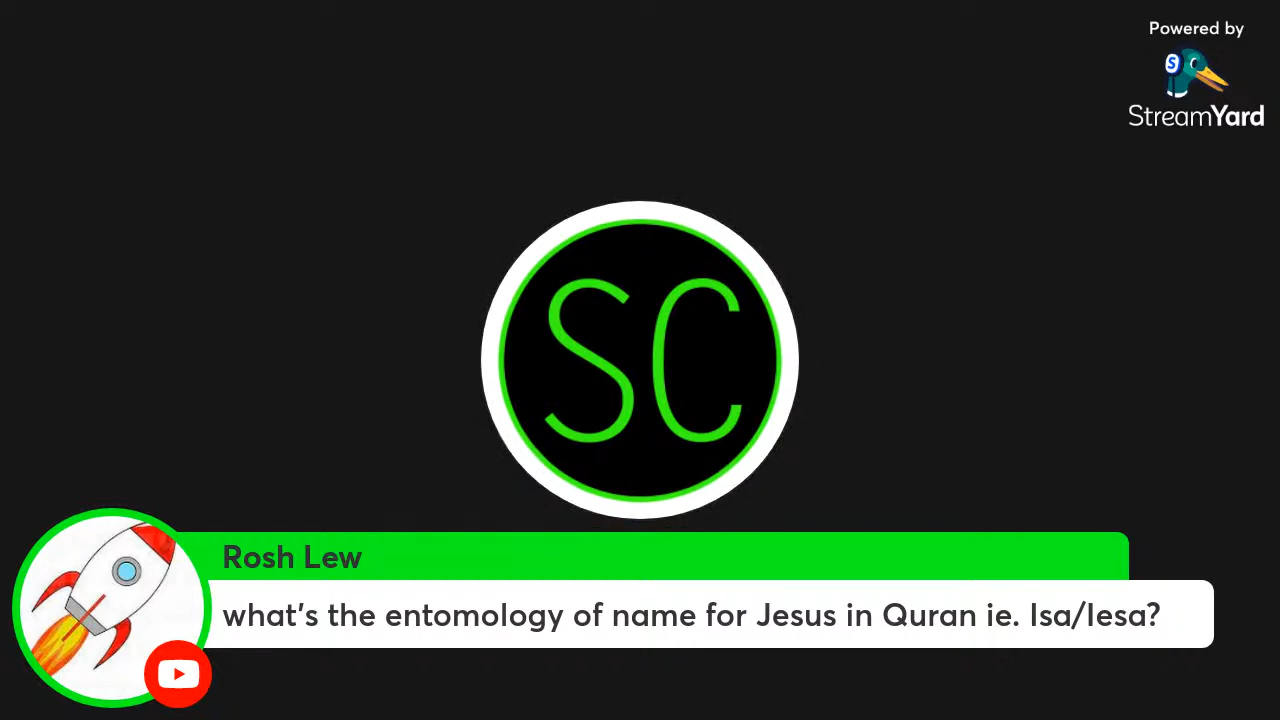 Powered by
S
StreamYard
SC
Rosh Lew
what's the entomology of name for Jesus in Quran ie. Isa/Iesa?